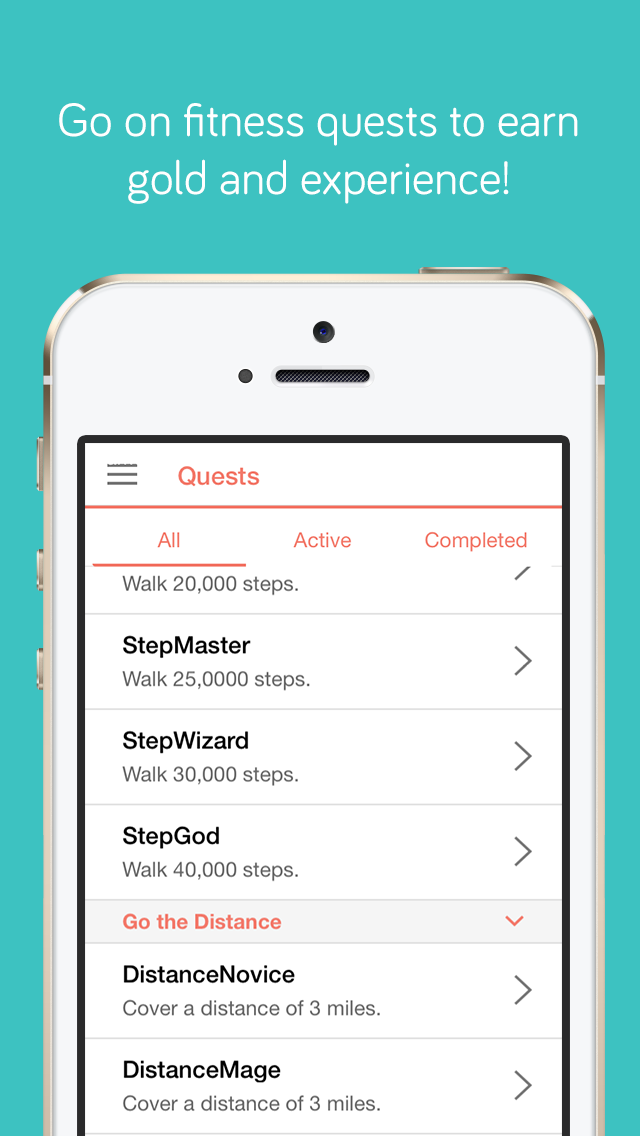 Go on fitness quests to earn
gold and experience!
Quests
All Active Completed
Walk 20,000 steps.
StepMaster
Walk 25,0000 steps.
StepWizard
Walk 30,000 steps.
StepGod
Walk 40,000 steps.
Go the Distance
DistanceNovice
Cover a distance of 3 miles.
DistanceMage
Cover a distance of 3 miles.